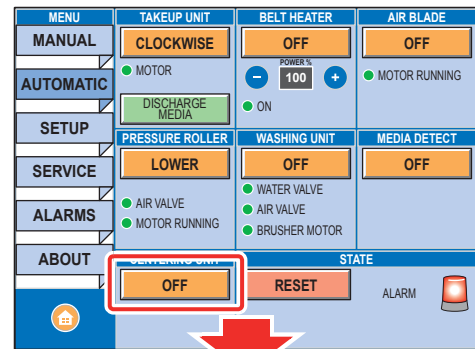 MENU
MANUAL
AUTOMATIC
SETUP
SERVICE
ALARMS
ABOUT
TAKEUP UNIT
CLOCKWISE
MOTOR
DISCHARGE
MEDIA
BELT HEATER
OFF
POWER %
- 100 +
ON
AIR BLADE
OFF
MOTOR RUNNING
PRESSURE ROLLER
LOWER
AIR VALVE
MOTOR RUNNING
WASHING UNIT
OFF
WATER VALVE
AIR VALVE
BRUSHER MOTOR
MEDIA DETECT
OFF
CENTERING UNIT
OFF
STATE
RESET
ALARM